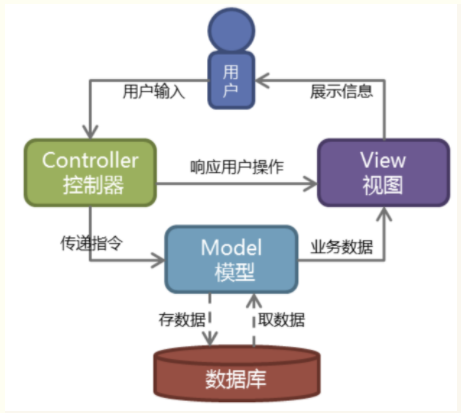 用
户
用户输入
展示信息
Controller
控制器
响应用户操作
View
视图
传递指令
Model
模型
业务数据
存数据
取数据
数据库